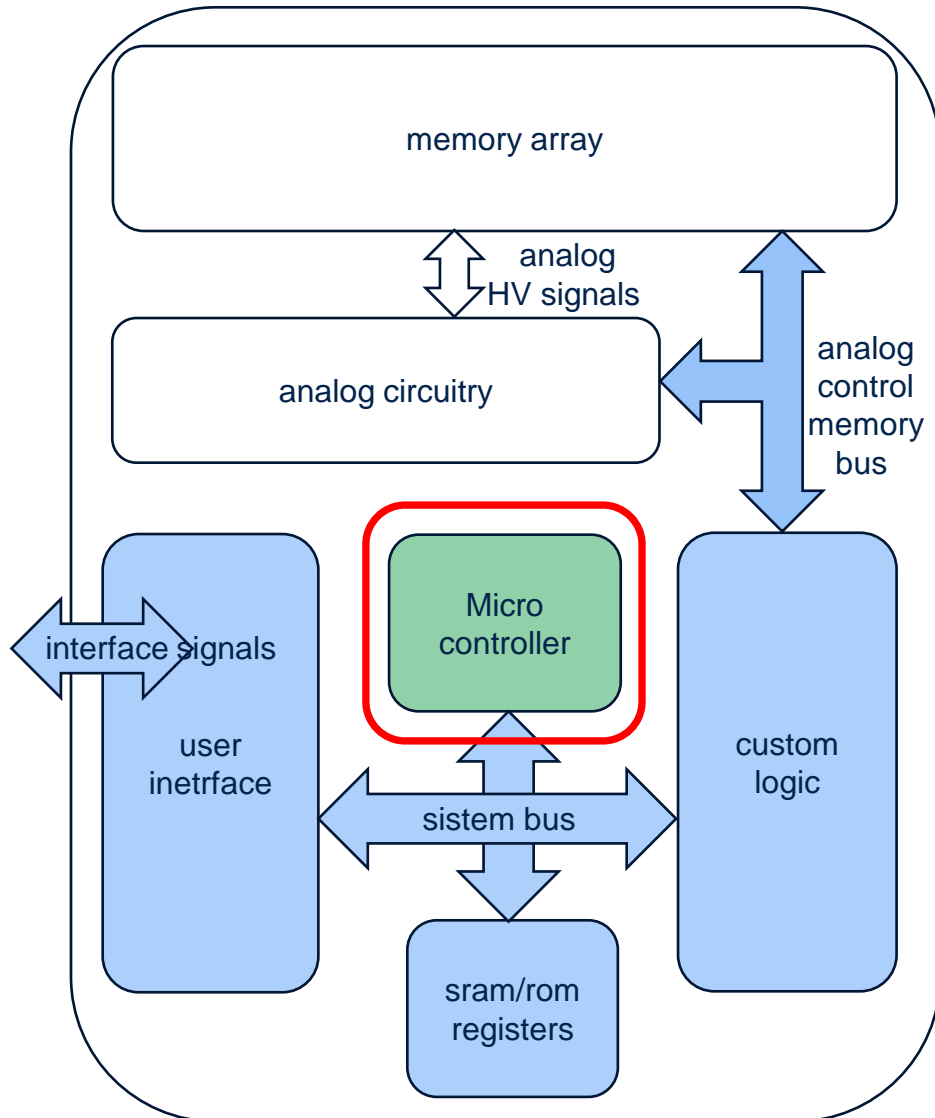 memory array
analog
HV signals
analog circuitry
analog
control
memory
bus
Micro
controller
interface signals
user
inetrface
custom
logic
sistem bus
sram/rom
registers